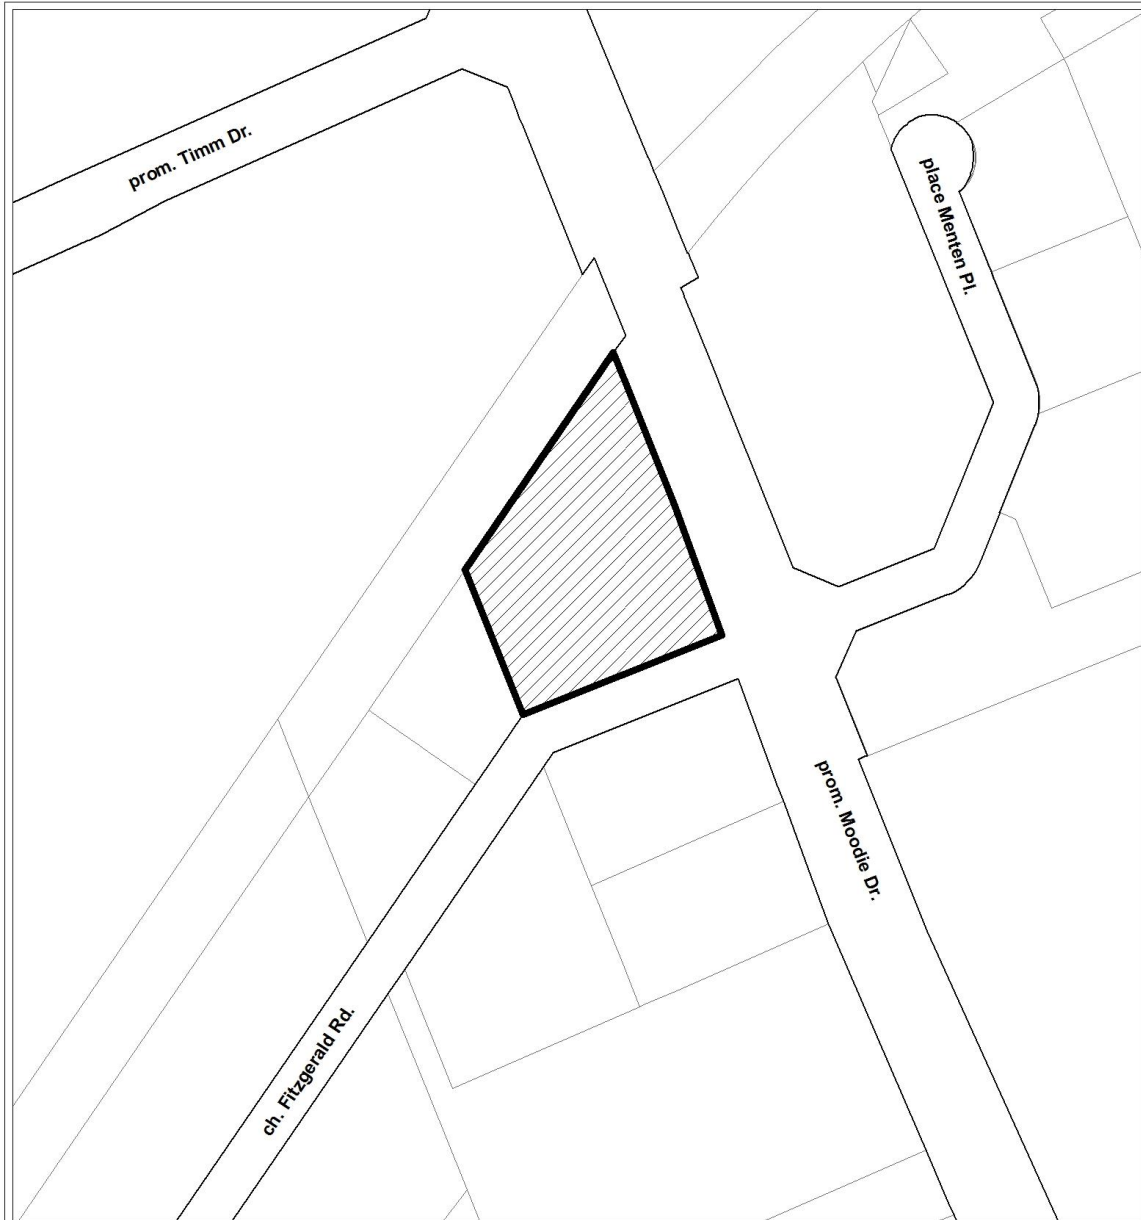 prom. Timm Dr.
place Menten Pl.
prom. Moodie Dr.
ch. Fitzgerald Rd.